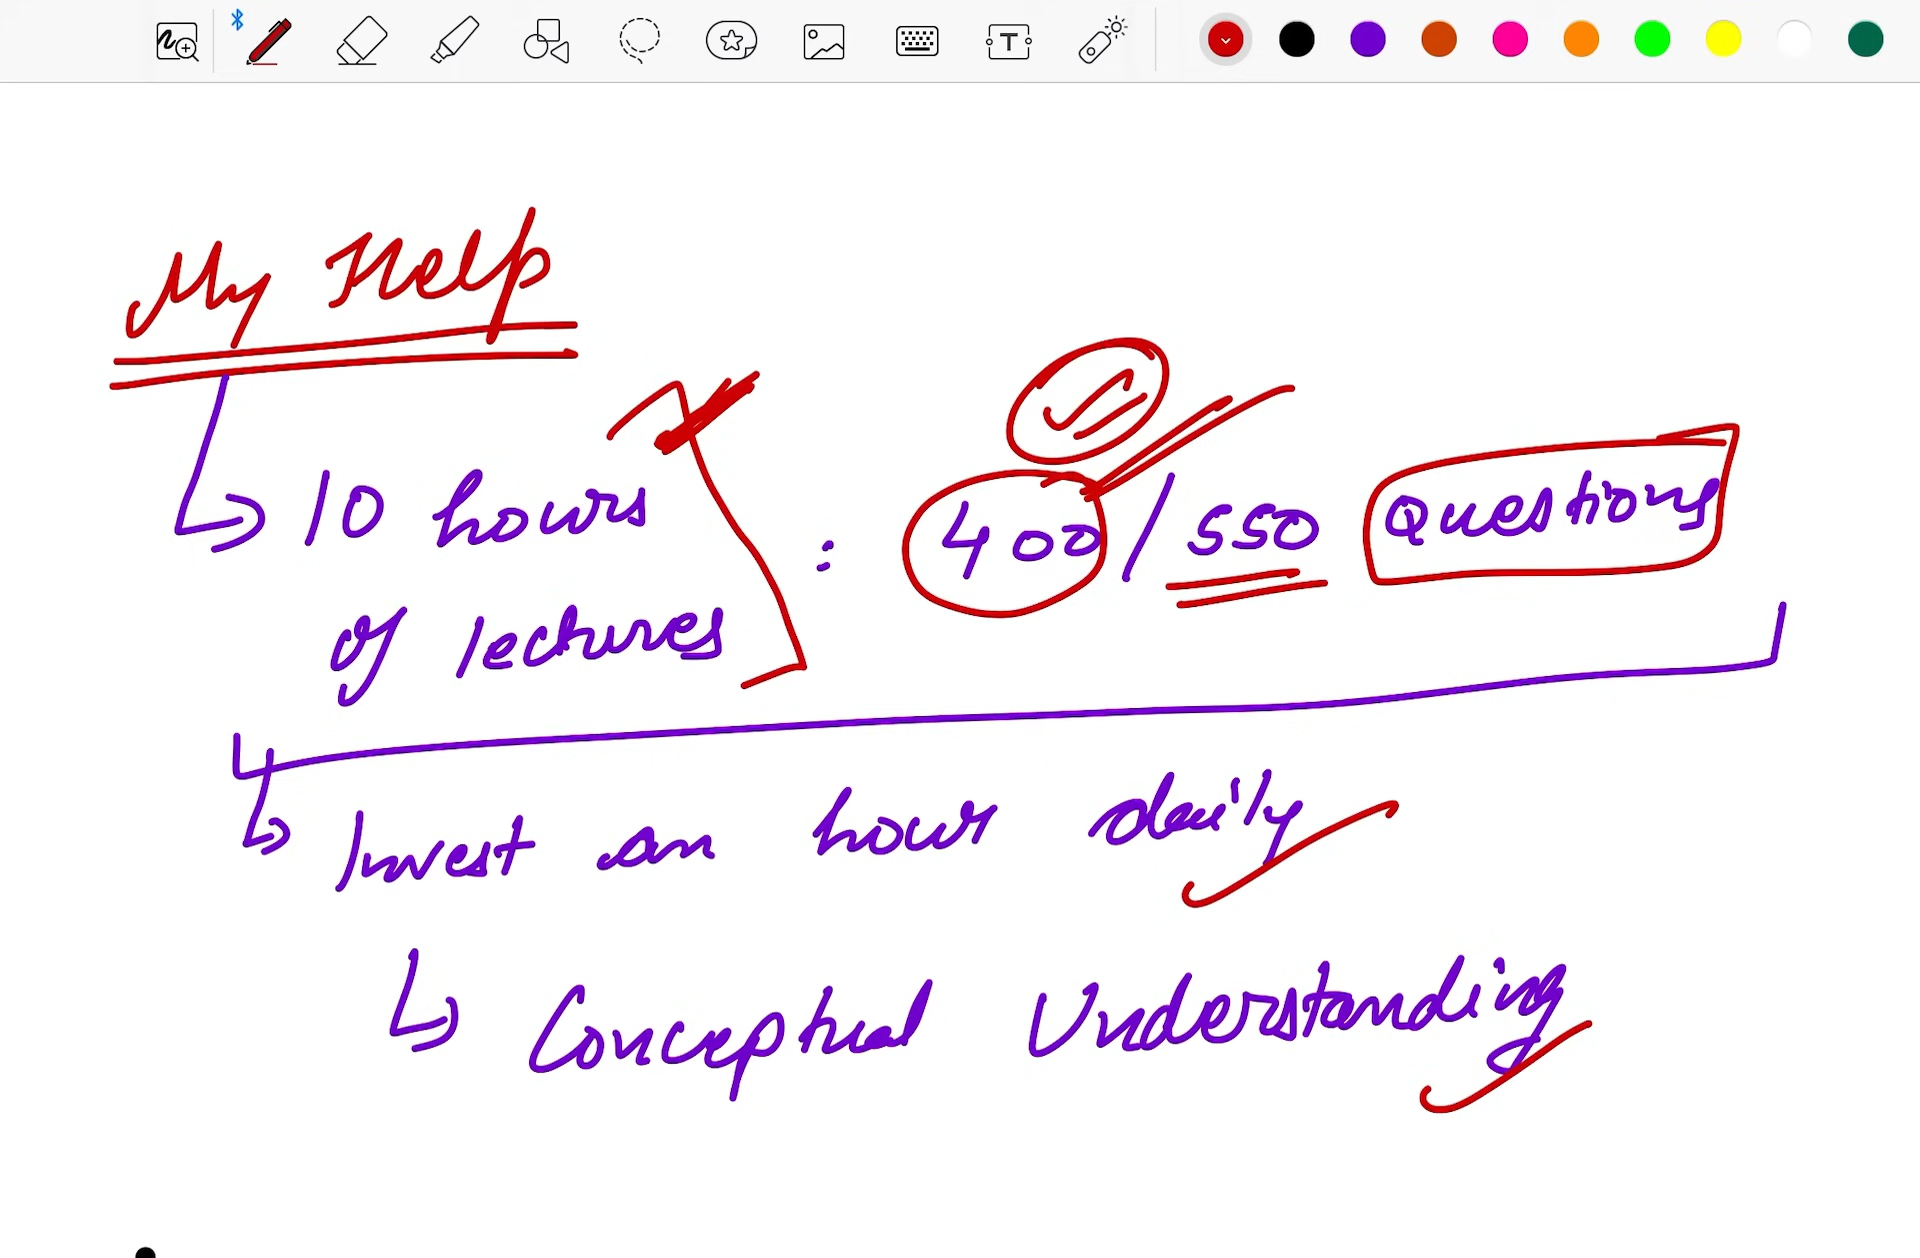 My Help
10 hours
of lectures : 400/550 Questions
Invest an hour daily
Conceptual Understanding